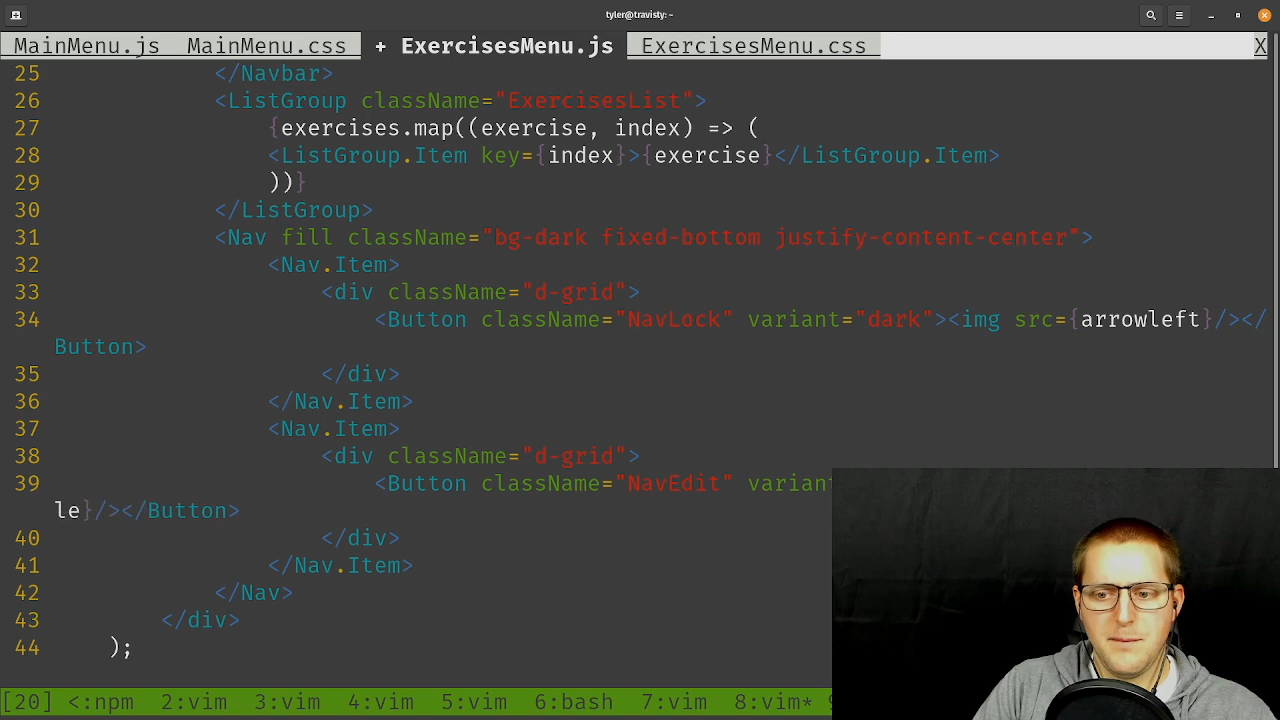 tyler@travisty: ~
MainMenu.js MainMenu.css + ExercisesMenu.js ExercisesMenu.css X
25 </Navbar>
26 <ListGroup className="ExercisesList">
27 {exercises.map((exercise, index) => (
28 <ListGroup.Item key={index}>{exercise}</ListGroup.Item>
29 ))}
30 </ListGroup>
31 <Nav fill className="bg-dark fixed-bottom justify-content-center">
32 <Nav.Item>
33 <div className="d-grid">
34 <Button className="NavLock" variant="dark"><img src={arrowleft}/></
Button>
35 </div>
36 </Nav.Item>
37 <Nav.Item>
38 <div className="d-grid">
39 <Button className="NavEdit" variant
le}/></Button>
40 </div>
41 </Nav.Item>
42 </Nav>
43 </div>
44 );
[20] <:npm 2:vim 3:vim 4:vim 5:vim 6:bash 7:vim 8:vim*